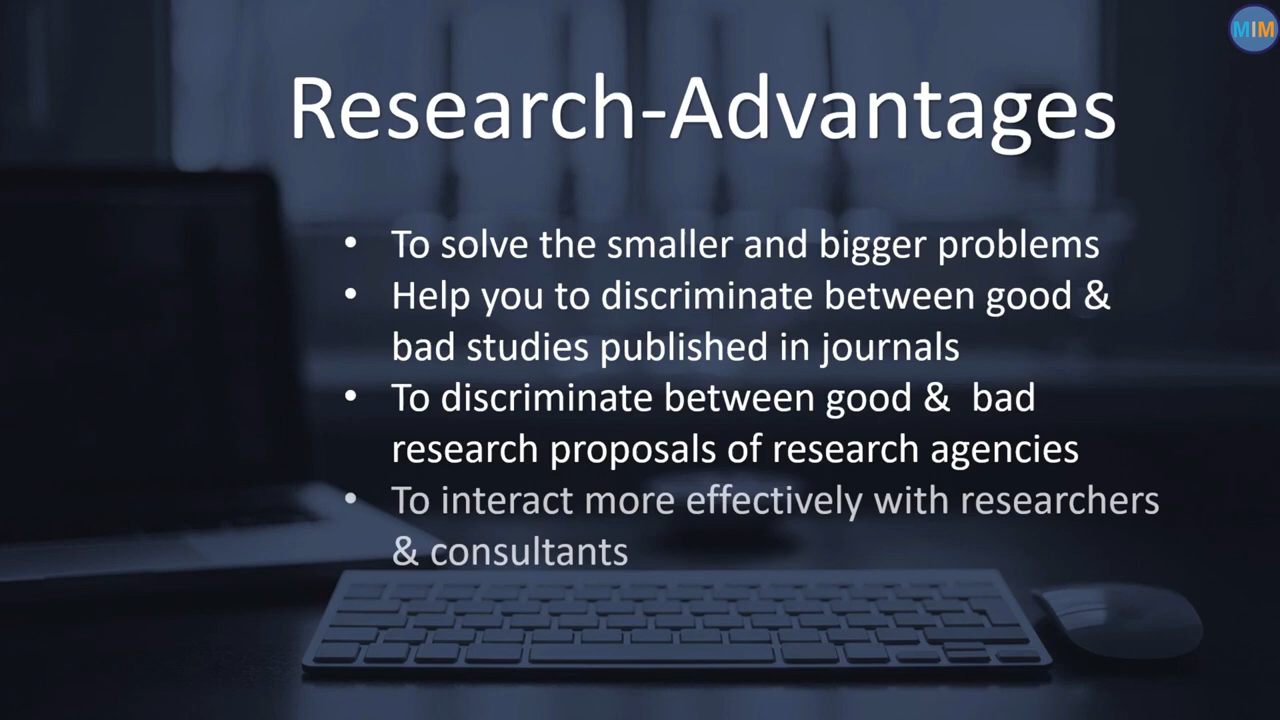 MIM
Research-Advantages
• To solve the smaller and bigger problems
• Help you to discriminate between good &
bad studies published in journals
• To discriminate between good &  bad
research proposals of research agencies
• To interact more effectively with researchers
& consultants